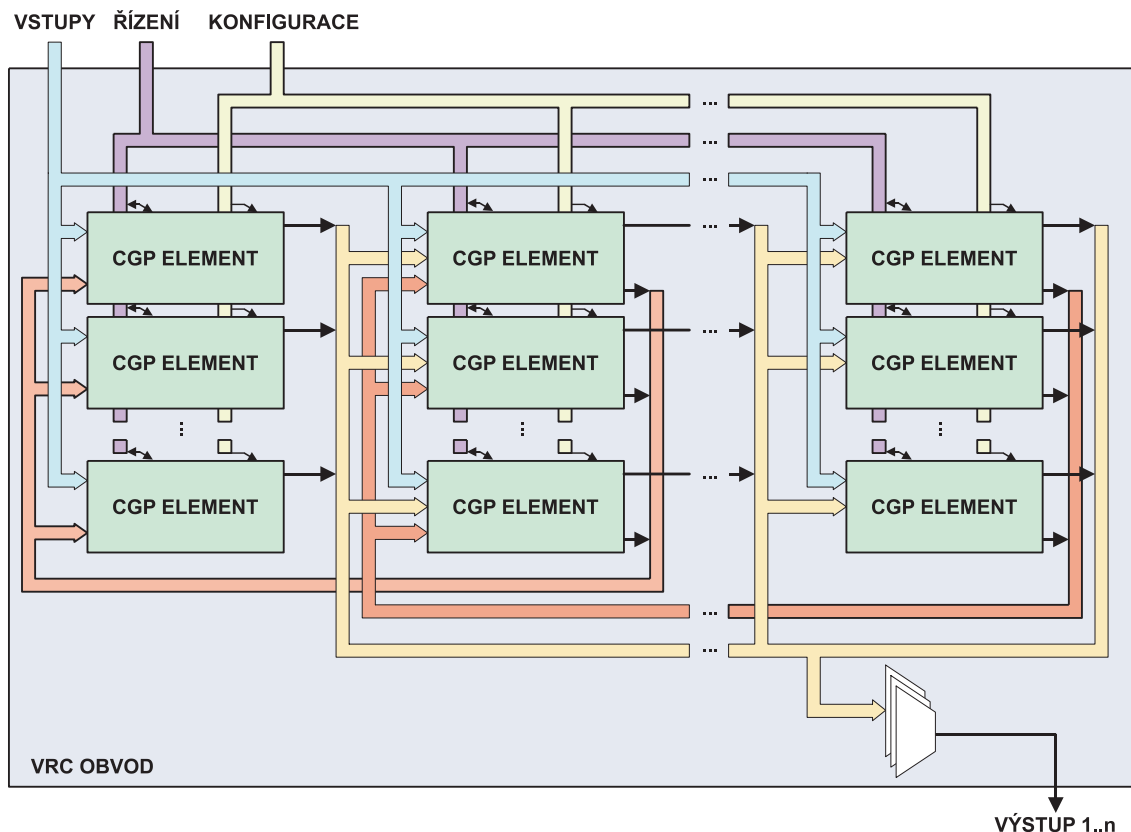 VSTUPY ŘÍZENÍ KONFIGURACE
...
...
...
CGP ELEMENT CGP ELEMENT ... CGP ELEMENT
CGP ELEMENT CGP ELEMENT ... CGP ELEMENT
... ... ...
CGP ELEMENT CGP ELEMENT ... CGP ELEMENT
...
...
VRC OBVOD
VÝSTUP 1..n